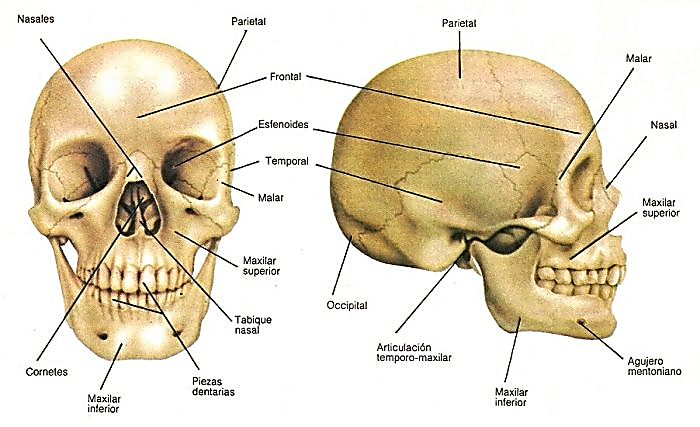 Nasales
Parietal
Frontal
Esfenoides
Temporal
Malar
Maxilar
superior
Tabique
nasal
Piezas
dentarias
Maxilar
inferior
Cornetes
Parietal
Malar
Nasal
Maxilar
superior
Occipital
Articulación
temporo-maxilar
Maxilar
inferior
Agujero
mentoniano